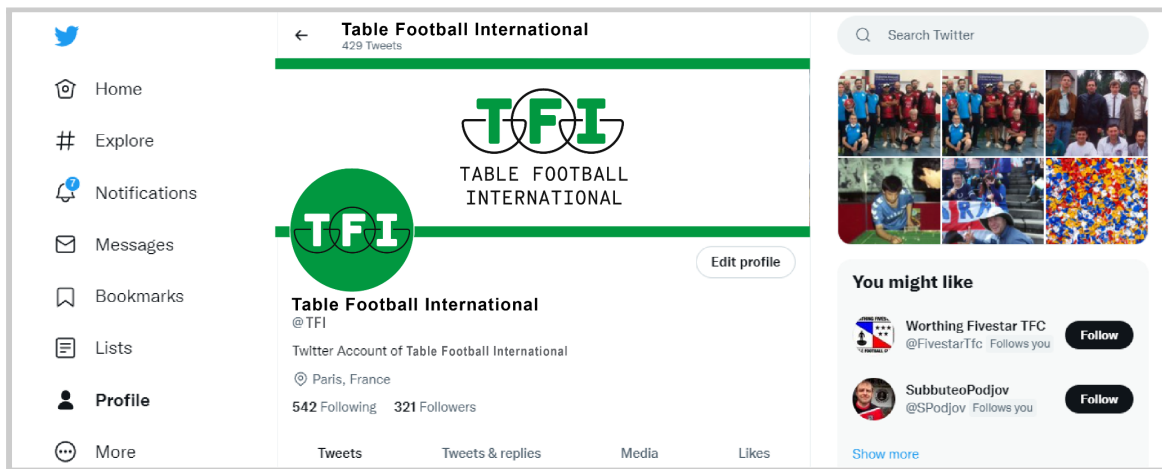 Home
Explore
7
Notifications
Messages
Bookmarks
Lists
Profile
More
Table Football International
429 Tweets
TFI
TABLE FOOTBALL
INTERNATIONAL
TFI
Edit profile
Table Football International
@TFI
Twitter Account of Table Football International
Paris, France
542 Following 321 Followers
Tweets Tweets & replies Media Likes
Search Twitter
You might like
Worthing Fivestar TFC
@FivestarTfc Follows you
Follow
SubbuteoPodjov
@SPodjov Follows you
Follow
Show more